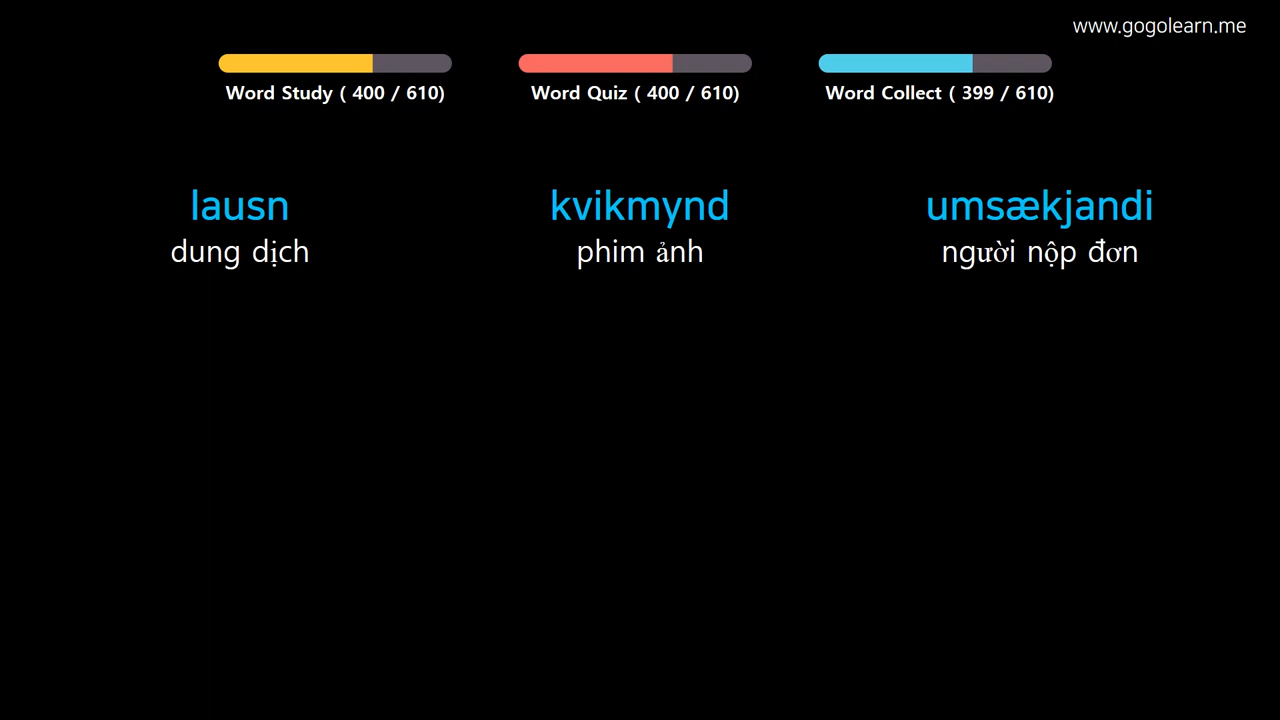 www.gogolearn.me
Word Study ( 400 / 610)
Word Quiz ( 400 / 610)
Word Collect ( 399 / 610)
lausn
dung dịch
kvikmynd
phim ảnh
umsækjandi
người nộp đơn